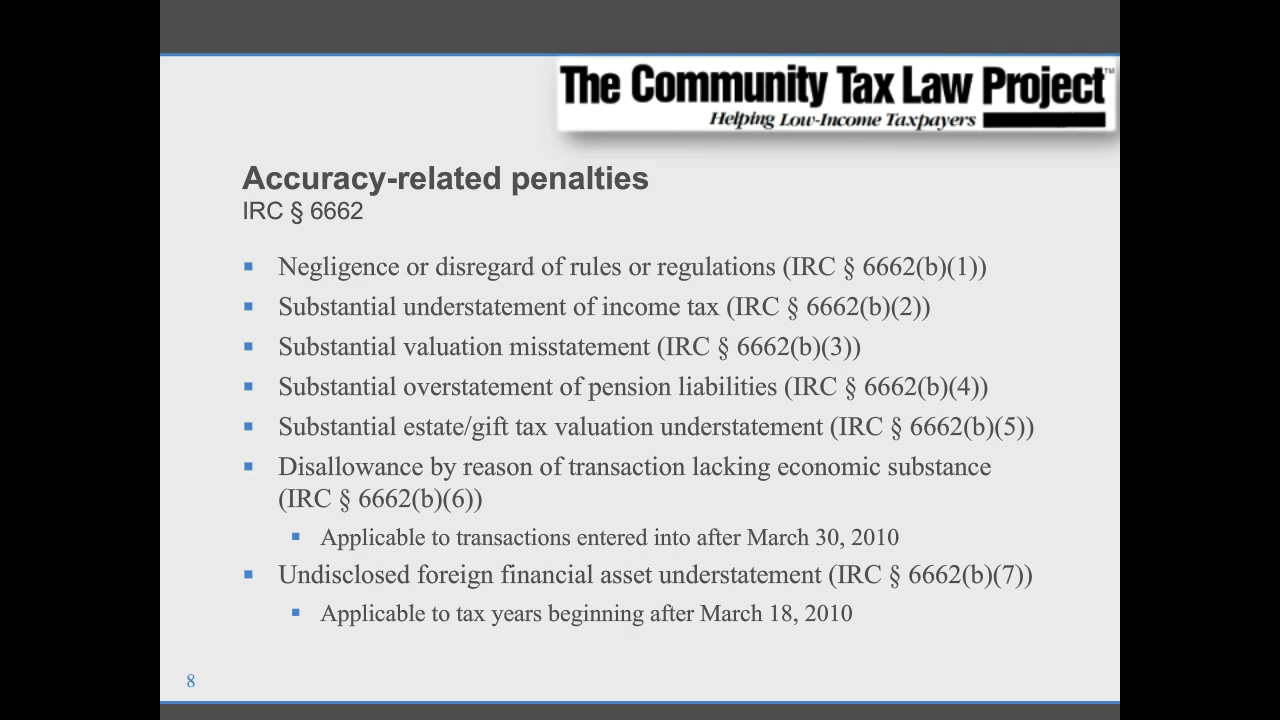 The Community Tax Law Project™
Helping Low-Income Taxpayers
Accuracy-related penalties
IRC § 6662
▪ Negligence or disregard of rules or regulations (IRC § 6662(b)(1))
▪ Substantial understatement of income tax (IRC § 6662(b)(2))
▪ Substantial valuation misstatement (IRC § 6662(b)(3))
▪ Substantial overstatement of pension liabilities (IRC § 6662(b)(4))
▪ Substantial estate/gift tax valuation understatement (IRC § 6662(b)(5))
▪ Disallowance by reason of transaction lacking economic substance
(IRC § 6662(b)(6))
▪ Applicable to transactions entered into after March 30, 2010
▪ Undisclosed foreign financial asset understatement (IRC § 6662(b)(7))
▪ Applicable to tax years beginning after March 18, 2010
8